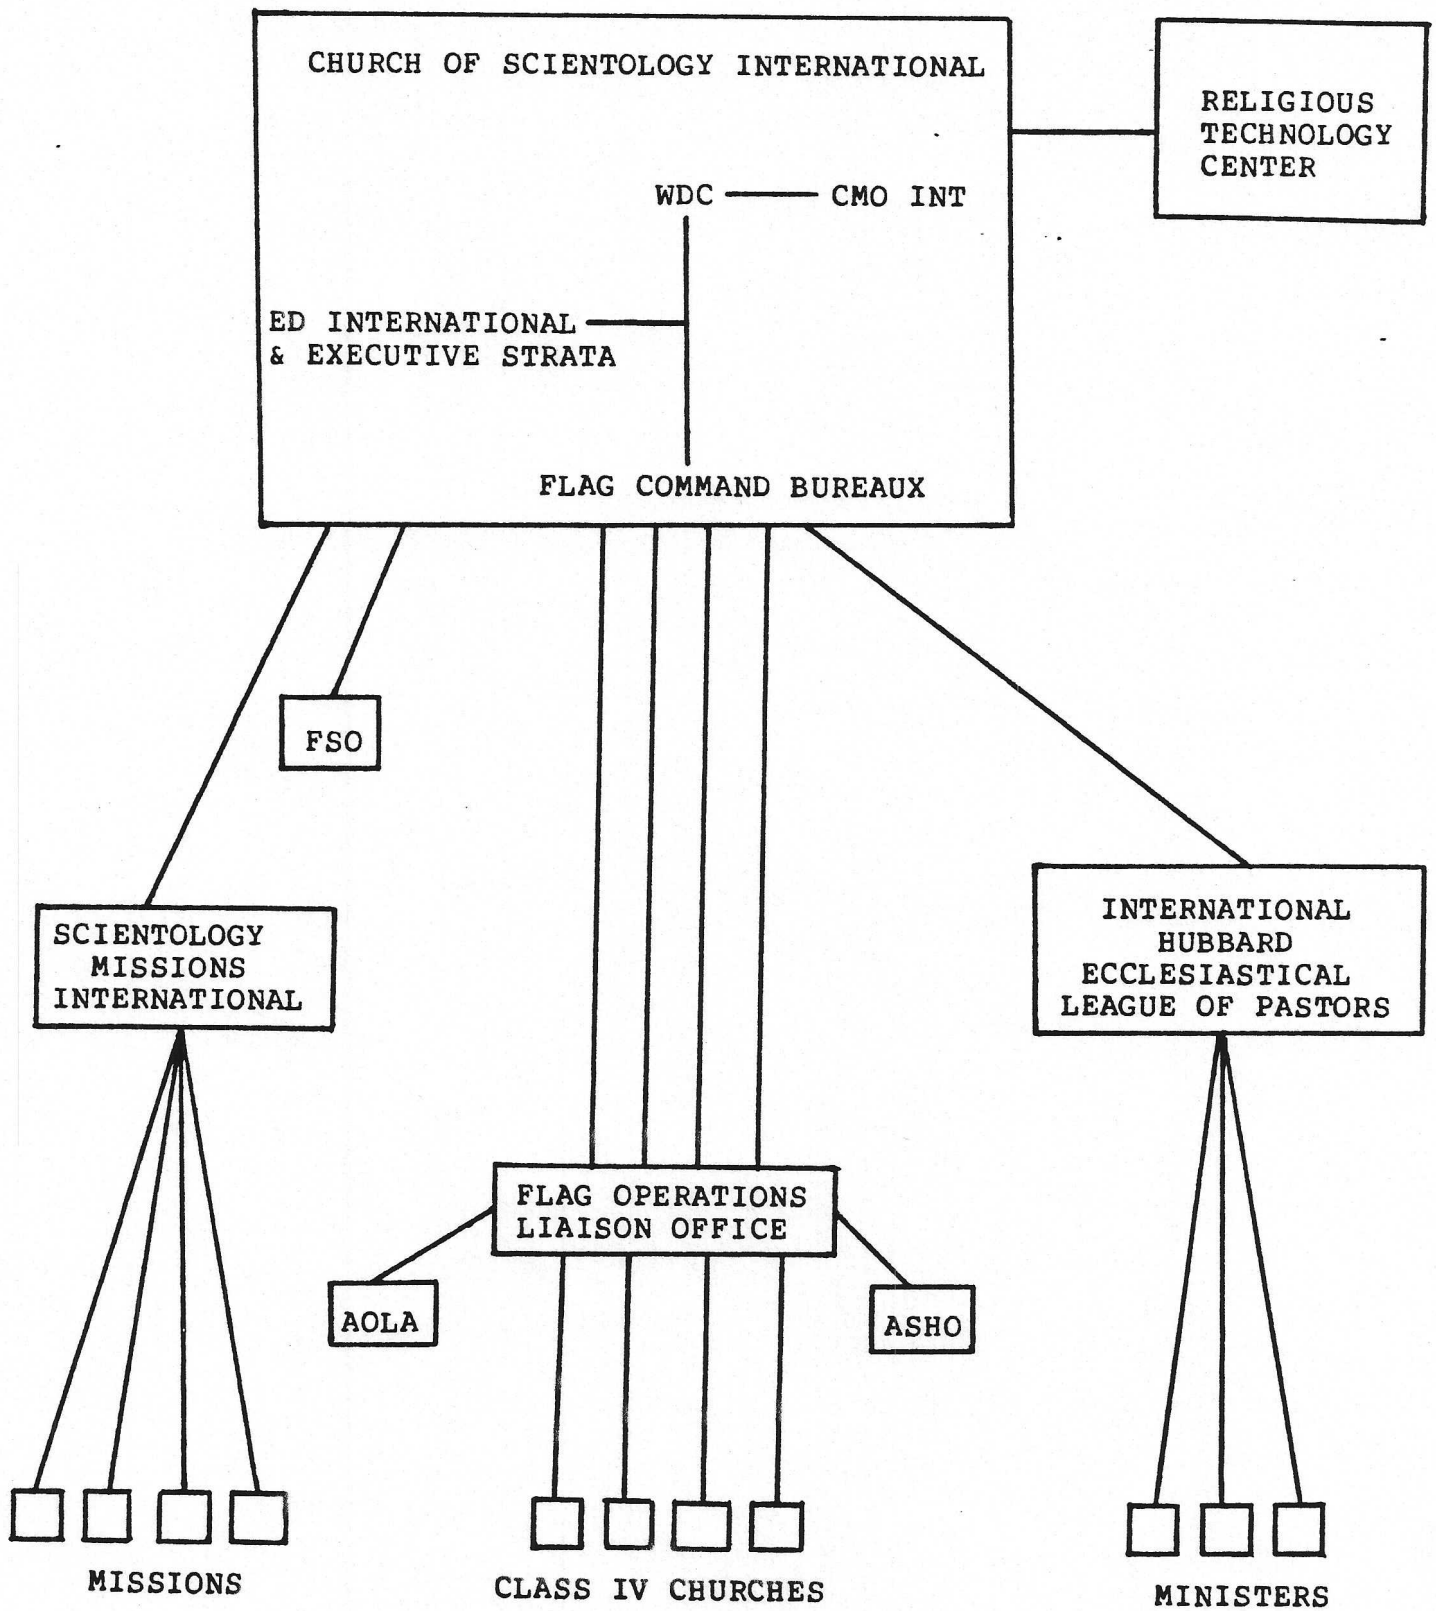 CHURCH OF SCIENTOLOGY INTERNATIONAL
RELIGIOUS
TECHNOLOGY
CENTER
WDC
CMO INT
ED INTERNATIONAL
& EXECUTIVE STRATA
FLAG COMMAND BUREAUX
FSO
SCIENTOLOGY
MISSIONS
INTERNATIONAL
INTERNATIONAL
HUBBARD
ECCLESIASTICAL
LEAGUE OF PASTORS
FLAG OPERATIONS
LIAISON OFFICE
AOLA
ASHO
MISSIONS
CLASS IV CHURCHES
MINISTERS